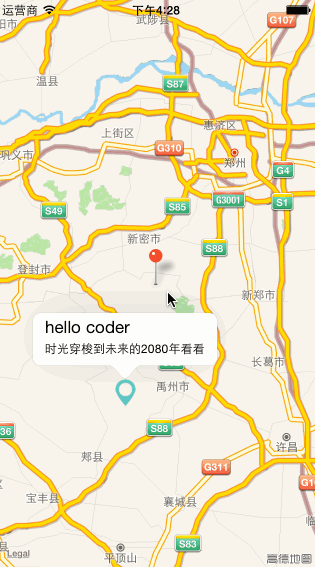 运营商
下午4:28
武陟县
G107
温县
S87
上街区
惠济区
巩义市
G310
郑州
G4
S49
S85
G3001
S1
新密市
S88
登封市
新郑市
hello coder
时光穿梭到未来的2080年看看
长葛市
禹州市
36
S88
许昌
郏县
G311
宝丰县
襄城县
S83
平顶山
Legal
高德地图